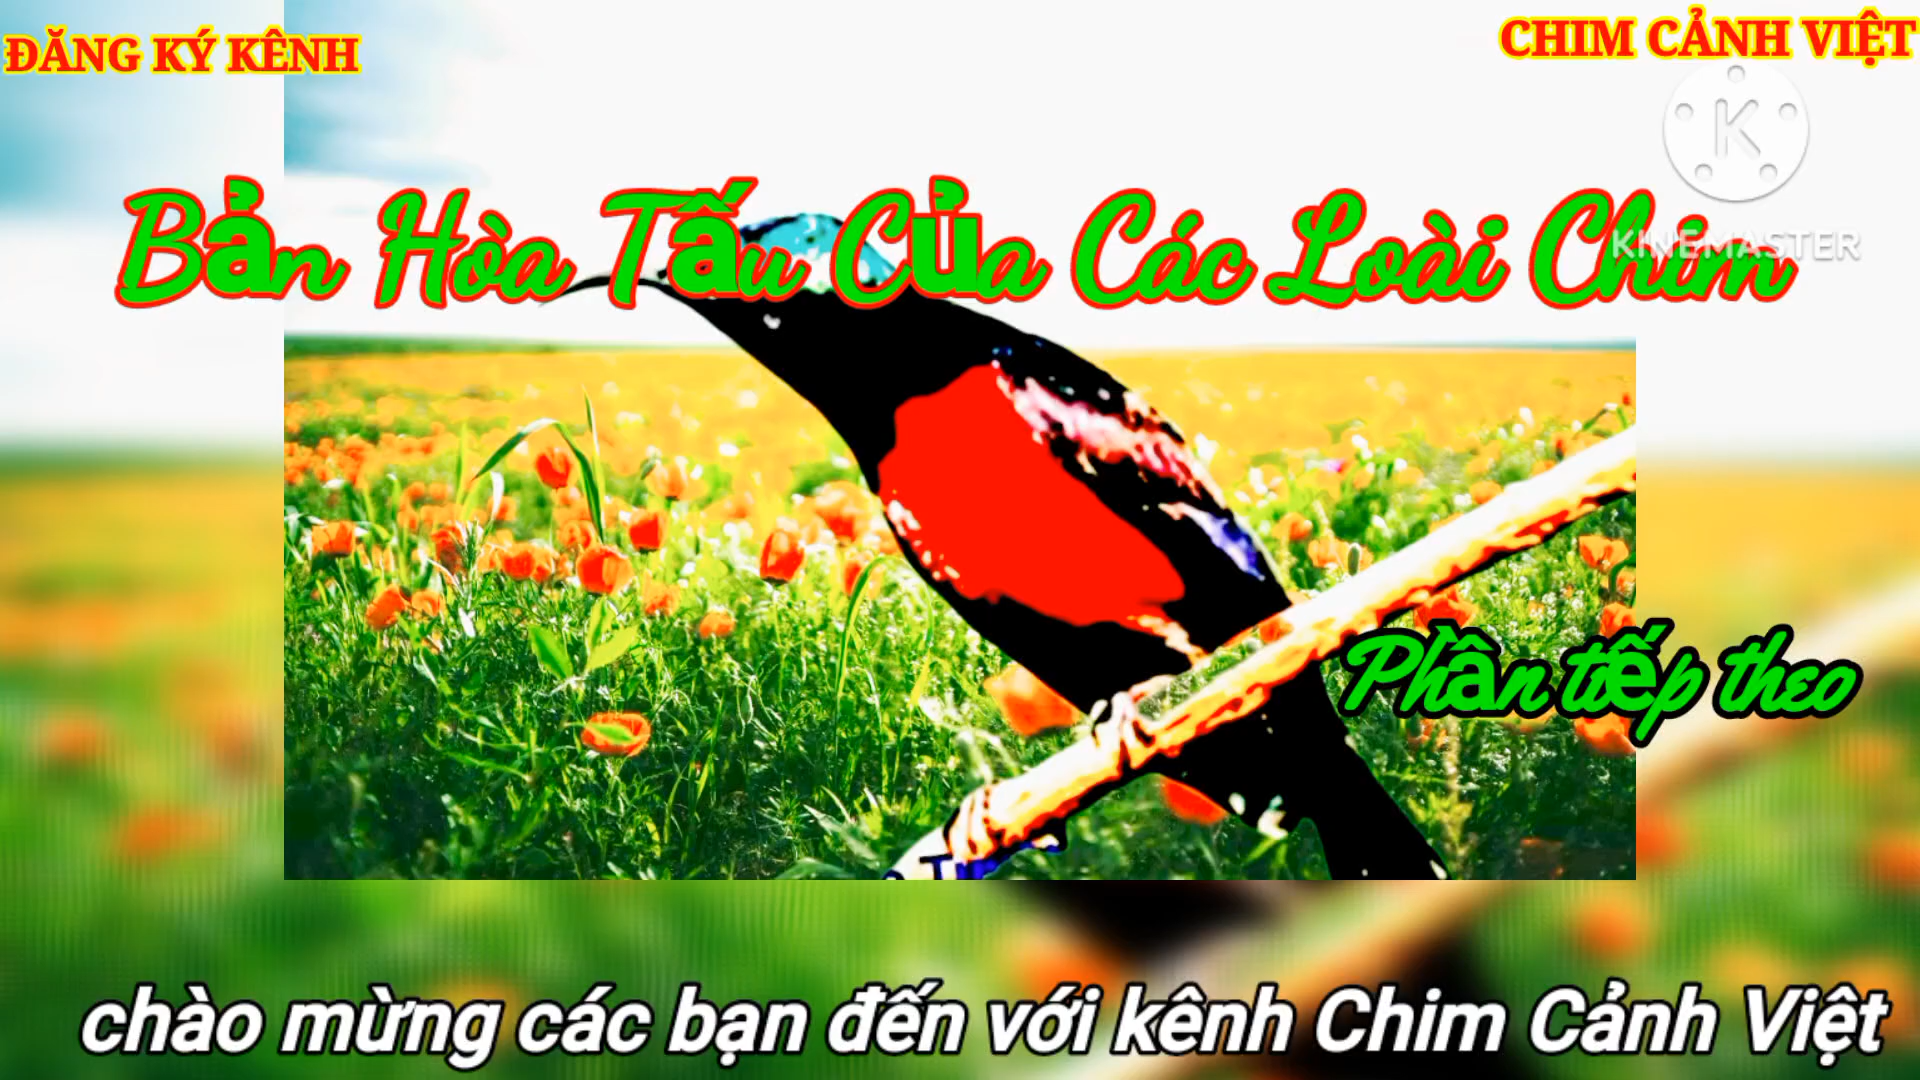 ĐĂNG KÝ KÊNH
CHIM CẢNH VIỆT
K
KINEMASTER
Bản Hòa Tấu Của Các Loài Chim
Phần tiếp theo
chào mừng các bạn đến với kênh Chim Cảnh Việt